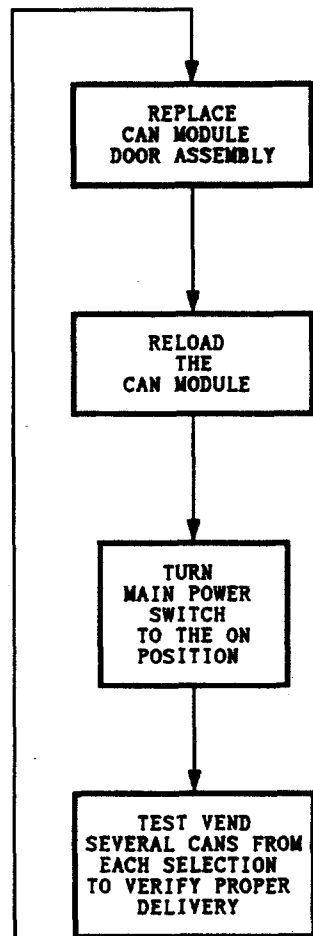 REPLACE
CAN MODULE
DOOR ASSEMBLY
RELOAD
THE
CAN MODULE
TURN
MAIN POWER
SWITCH
TO THE ON
POSITION
TEST VEND
SEVERAL CANS FROM
EACH SELECTION
TO VERIFY PROPER
DELIVERY